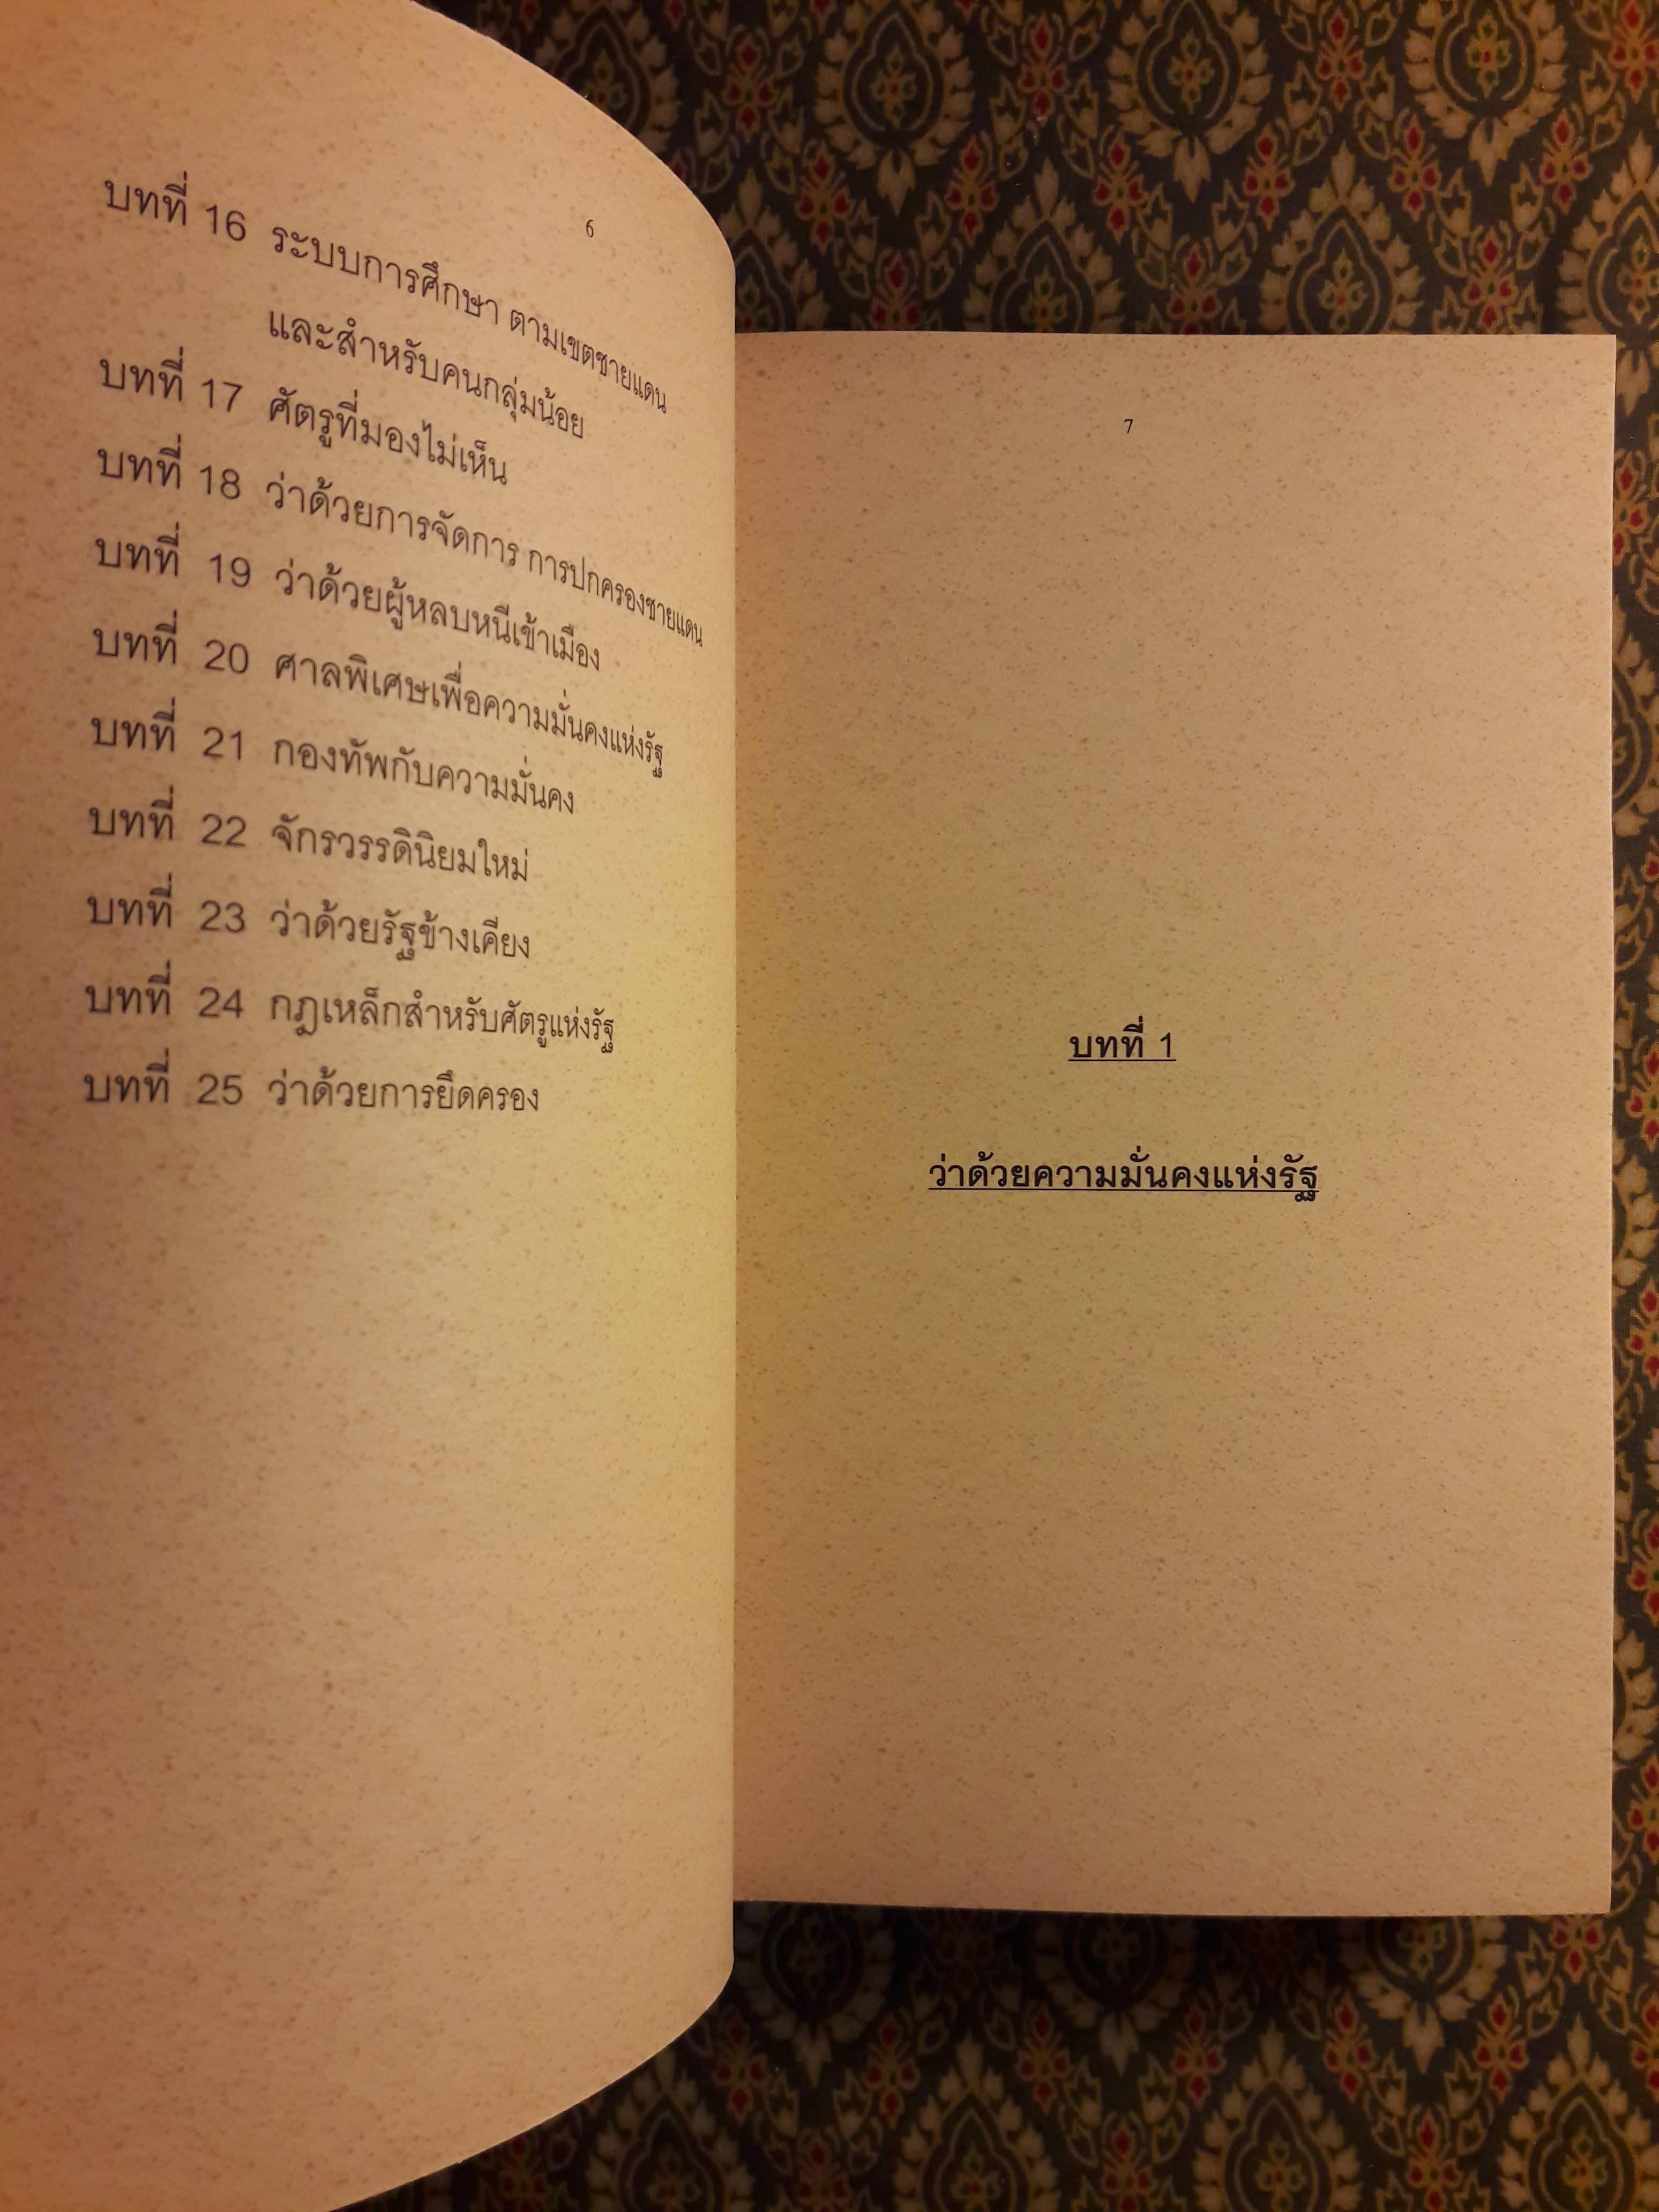 6
บทที่ 16 ระบบการศึกษา ตามเขตชายแดน
และสำหรับคนกลุ่มน้อย
บทที่ 17 ศัตรูที่มองไม่เห็น
บทที่ 18 ว่าด้วยการจัดการ การปกครองชายแดน
บทที่ 19 ว่าด้วยผู้หลบหนีเข้าเมือง
บทที่ 20 ศาลพิเศษเพื่อความมั่นคงแห่งรัฐ
บทที่ 21 กองทัพกับความมั่นคง
บทที่ 22 จักรวรรดินิยมใหม่
บทที่ 23 ว่าด้วยรัฐข้างเคียง
บทที่ 24 กฎเหล็กสำหรับศัตรูแห่งรัฐ
บทที่ 25 ว่าด้วยการยึดครอง
7
บทที่ 1
ว่าด้วยความมั่นคงแห่งรัฐ